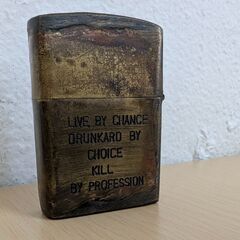 LIVE BY CHANCE
DRUNKARD BY
CHOICE
KILL
BY PROFESSION